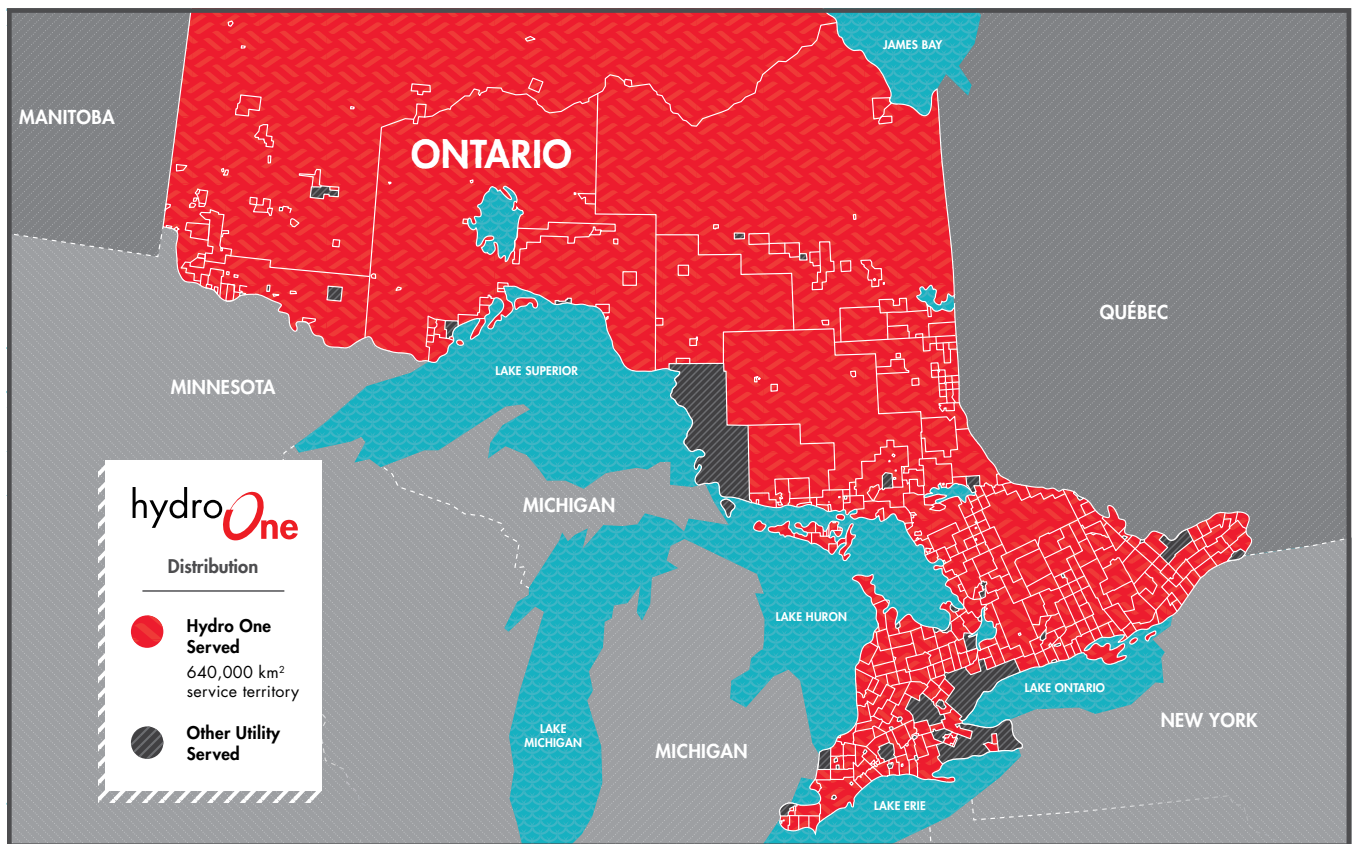 JAMES BAY
MANITOBA
ONTARIO
QUÉBEC
LAKE SUPERIOR
MINNESOTA
MICHIGAN
hydroOne
Distribution
Hydro One
Served
640,000 km²
service territory
Other Utility
Served
LAKE HURON
LAKE ONTARIO
NEW YORK
LAKE
MICHIGAN
MICHIGAN
LAKE ERIE